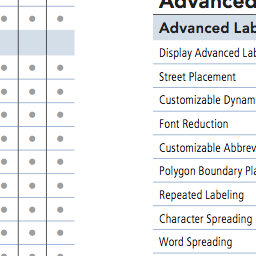 Advanced
Advanced Lab
Display Advanced Lab
Street Placement
Customizable Dynam
Font Reduction
Customizable Abbrev
Polygon Boundary Pla
Repeated Labeling
Character Spreading
Word Spreading